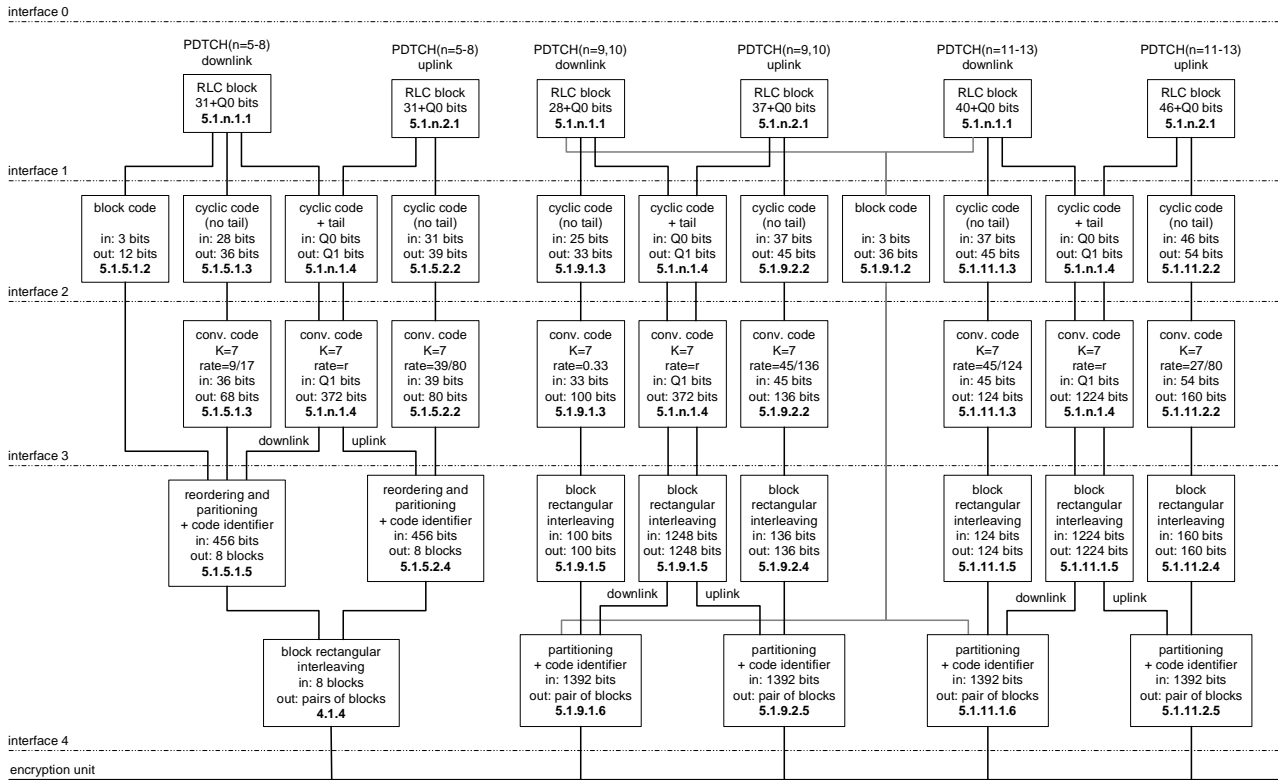 interface 0
PDTCH(n=5-8)
downlink
PDTCH(n=5-8)
uplink
PDTCH(n=9,10)
downlink
PDTCH(n=9,10)
uplink
PDTCH(n=11-13)
downlink
PDTCH(n=11-13)
uplink
RLC block
31+Q0 bits
5.1.n.1.1
RLC block
31+Q0 bits
5.1.n.2.1
RLC block
28+Q0 bits
5.1.n.1.1
RLC block
37+Q0 bits
5.1.n.2.1
RLC block
40+Q0 bits
5.1.n.1.1
RLC block
46+Q0 bits
5.1.n.2.1
interface 1
block code
in: 3 bits
out: 12 bits
5.1.5.1.2
cyclic code
(no tail)
in: 28 bits
out: 36 bits
5.1.5.1.3
cyclic code
+ tail
in: Q0 bits
out: Q1 bits
5.1.n.1.4
cyclic code
(no tail)
in: 31 bits
out: 39 bits
5.1.5.2.2
cyclic code
(no tail)
in: 25 bits
out: 33 bits
5.1.9.1.3
cyclic code
+ tail
in: Q0 bits
out: Q1 bits
5.1.n.1.4
cyclic code
(no tail)
in: 37 bits
out: 45 bits
5.1.9.2.2
block code
in: 3 bits
out: 36 bits
5.1.9.1.2
cyclic code
(no tail)
in: 37 bits
out: 45 bits
5.1.11.1.3
cyclic code
+ tail
in: Q0 bits
out: Q1 bits
5.1.n.1.4
cyclic code
(no tail)
in: 46 bits
out: 54 bits
5.1.11.2.2
interface 2
conv. code
K=7
rate=9/17
in: 36 bits
out: 68 bits
5.1.5.1.3
conv. code
K=7
rate=r
in: Q1 bits
out: 372 bits
5.1.n.1.4
conv. code
K=7
rate=39/80
in: 39 bits
out: 80 bits
5.1.5.2.2
conv. code
K=7
rate=0.33
in: 33 bits
out: 100 bits
5.1.9.1.3
conv. code
K=7
rate=r
in: Q1 bits
out: 372 bits
5.1.n.1.4
conv. code
K=7
rate=45/136
in: 45 bits
out: 136 bits
5.1.9.2.2
conv. code
K=7
rate=45/124
in: 45 bits
out: 124 bits
5.1.11.1.3
conv. code
K=7
rate=r
in: Q1 bits
out: 1224 bits
5.1.n.1.4
conv. code
K=7
rate=27/80
in: 54 bits
out: 160 bits
5.1.11.2.2
downlink
uplink
interface 3
reordering and
partitioning
+ code identifier
in: 456 bits
out: 8 blocks
5.1.5.1.5
reordering and
partitioning
+ code identifier
in: 456 bits
out: 8 blocks
5.1.5.2.4
block
rectangular
interleaving
in: 100 bits
out: 100 bits
5.1.9.1.5
block
rectangular
interleaving
in: 1248 bits
out: 1248 bits
5.1.9.1.5
block
rectangular
interleaving
in: 136 bits
out: 136 bits
5.1.9.2.4
block
rectangular
interleaving
in: 124 bits
out: 124 bits
5.1.11.1.5
block
rectangular
interleaving
in: 1224 bits
out: 1224 bits
5.1.11.1.5
block
rectangular
interleaving
in: 160 bits
out: 160 bits
5.1.11.2.4
downlink
uplink
downlink
uplink
block rectangular
interleaving
in: 8 blocks
out: pairs of blocks
4.1.4
partitioning
+ code identifier
in: 1392 bits
out: pair of blocks
5.1.9.1.6
partitioning
+ code identifier
in: 1392 bits
out: pair of blocks
5.1.9.2.5
partitioning
+ code identifier
in: 1392 bits
out: pair of blocks
5.1.11.1.6
partitioning
+ code identifier
in: 1392 bits
out: pair of blocks
5.1.11.2.5
interface 4
encryption unit